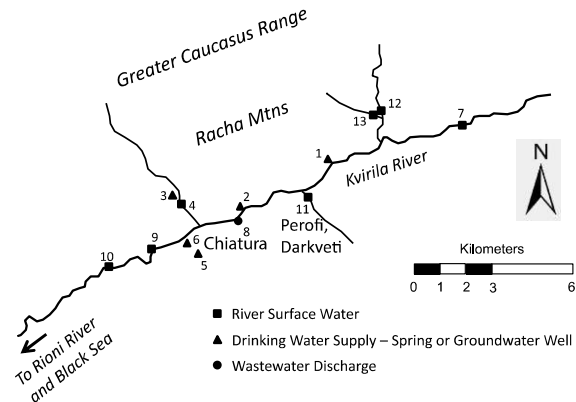 Greater Caucasus Range
Racha Mtns
12
13
7
1
Kvirila River
N
3
4
2
11
8
Perofi,
Darkveti
Chiatura
6
5
9
10
Kilometers
0 1 2 3 6
To Rioni River
and Black Sea
River Surface Water
Drinking Water Supply – Spring or Groundwater Well
Wastewater Discharge